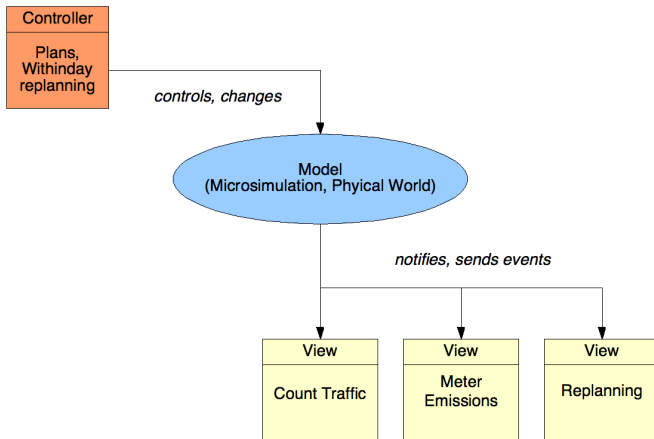 Controller
Plans,
Withinday
replanning
controls, changes
Model
(Microsimulation, Phyical World)
notifies, sends events
View
Count Traffic
View
Meter
Emissions
View
Replanning